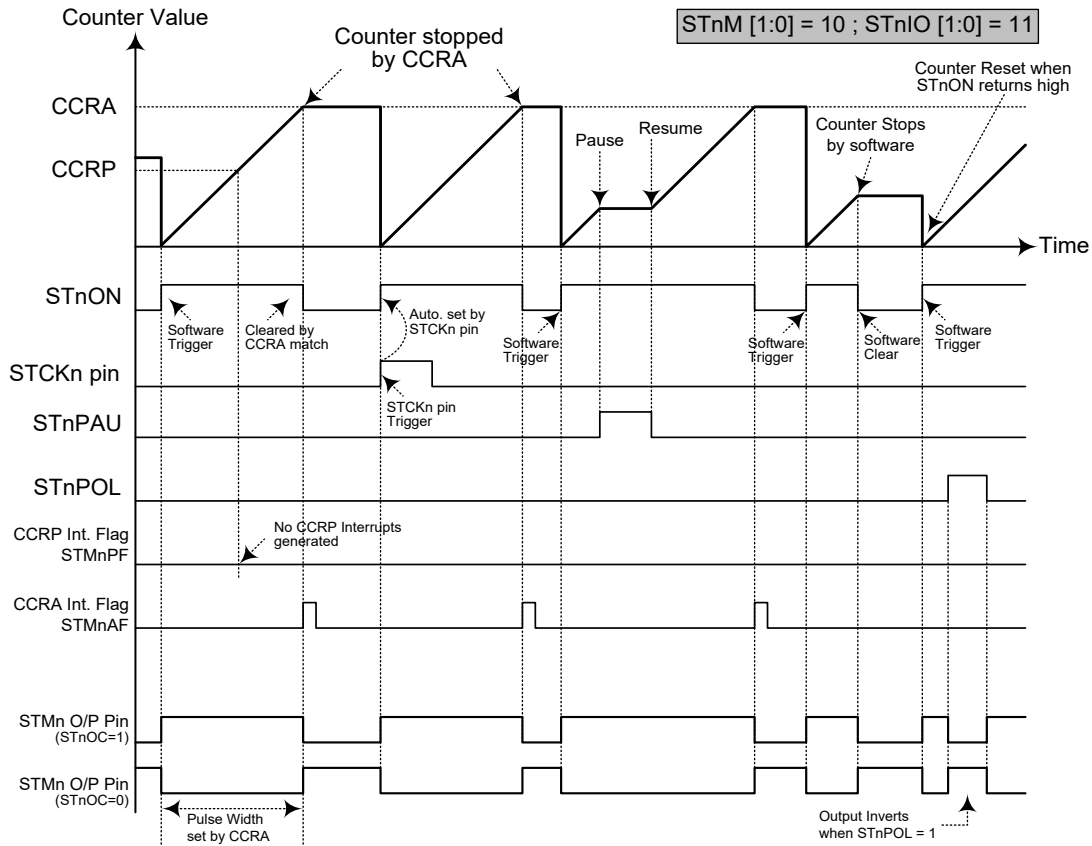 Counter Value
STnM [1:0] = 10 ; STnIO [1:0] = 11
Counter stopped
by CCRA
Counter Reset when
STnON returns high
CCRA
Pause
Resume
Counter Stops
by software
CCRP
Time
STnON
Software
Trigger
Cleared by
CCRA match
Auto. set by
STCKn pin
Software
Trigger
Software
Trigger
Software
Clear
Software
Trigger
STCKn pin
STCKn pin
Trigger
STnPAU
STnPOL
CCRP Int. Flag
STMnPF
No CCRP Interrupts
generated
CCRA Int. Flag
STMnAF
STMn O/P Pin
(STnOC=1)
STMn O/P Pin
(STnOC=0)
Pulse Width
set by CCRA
Output Inverts
when STnPOL = 1